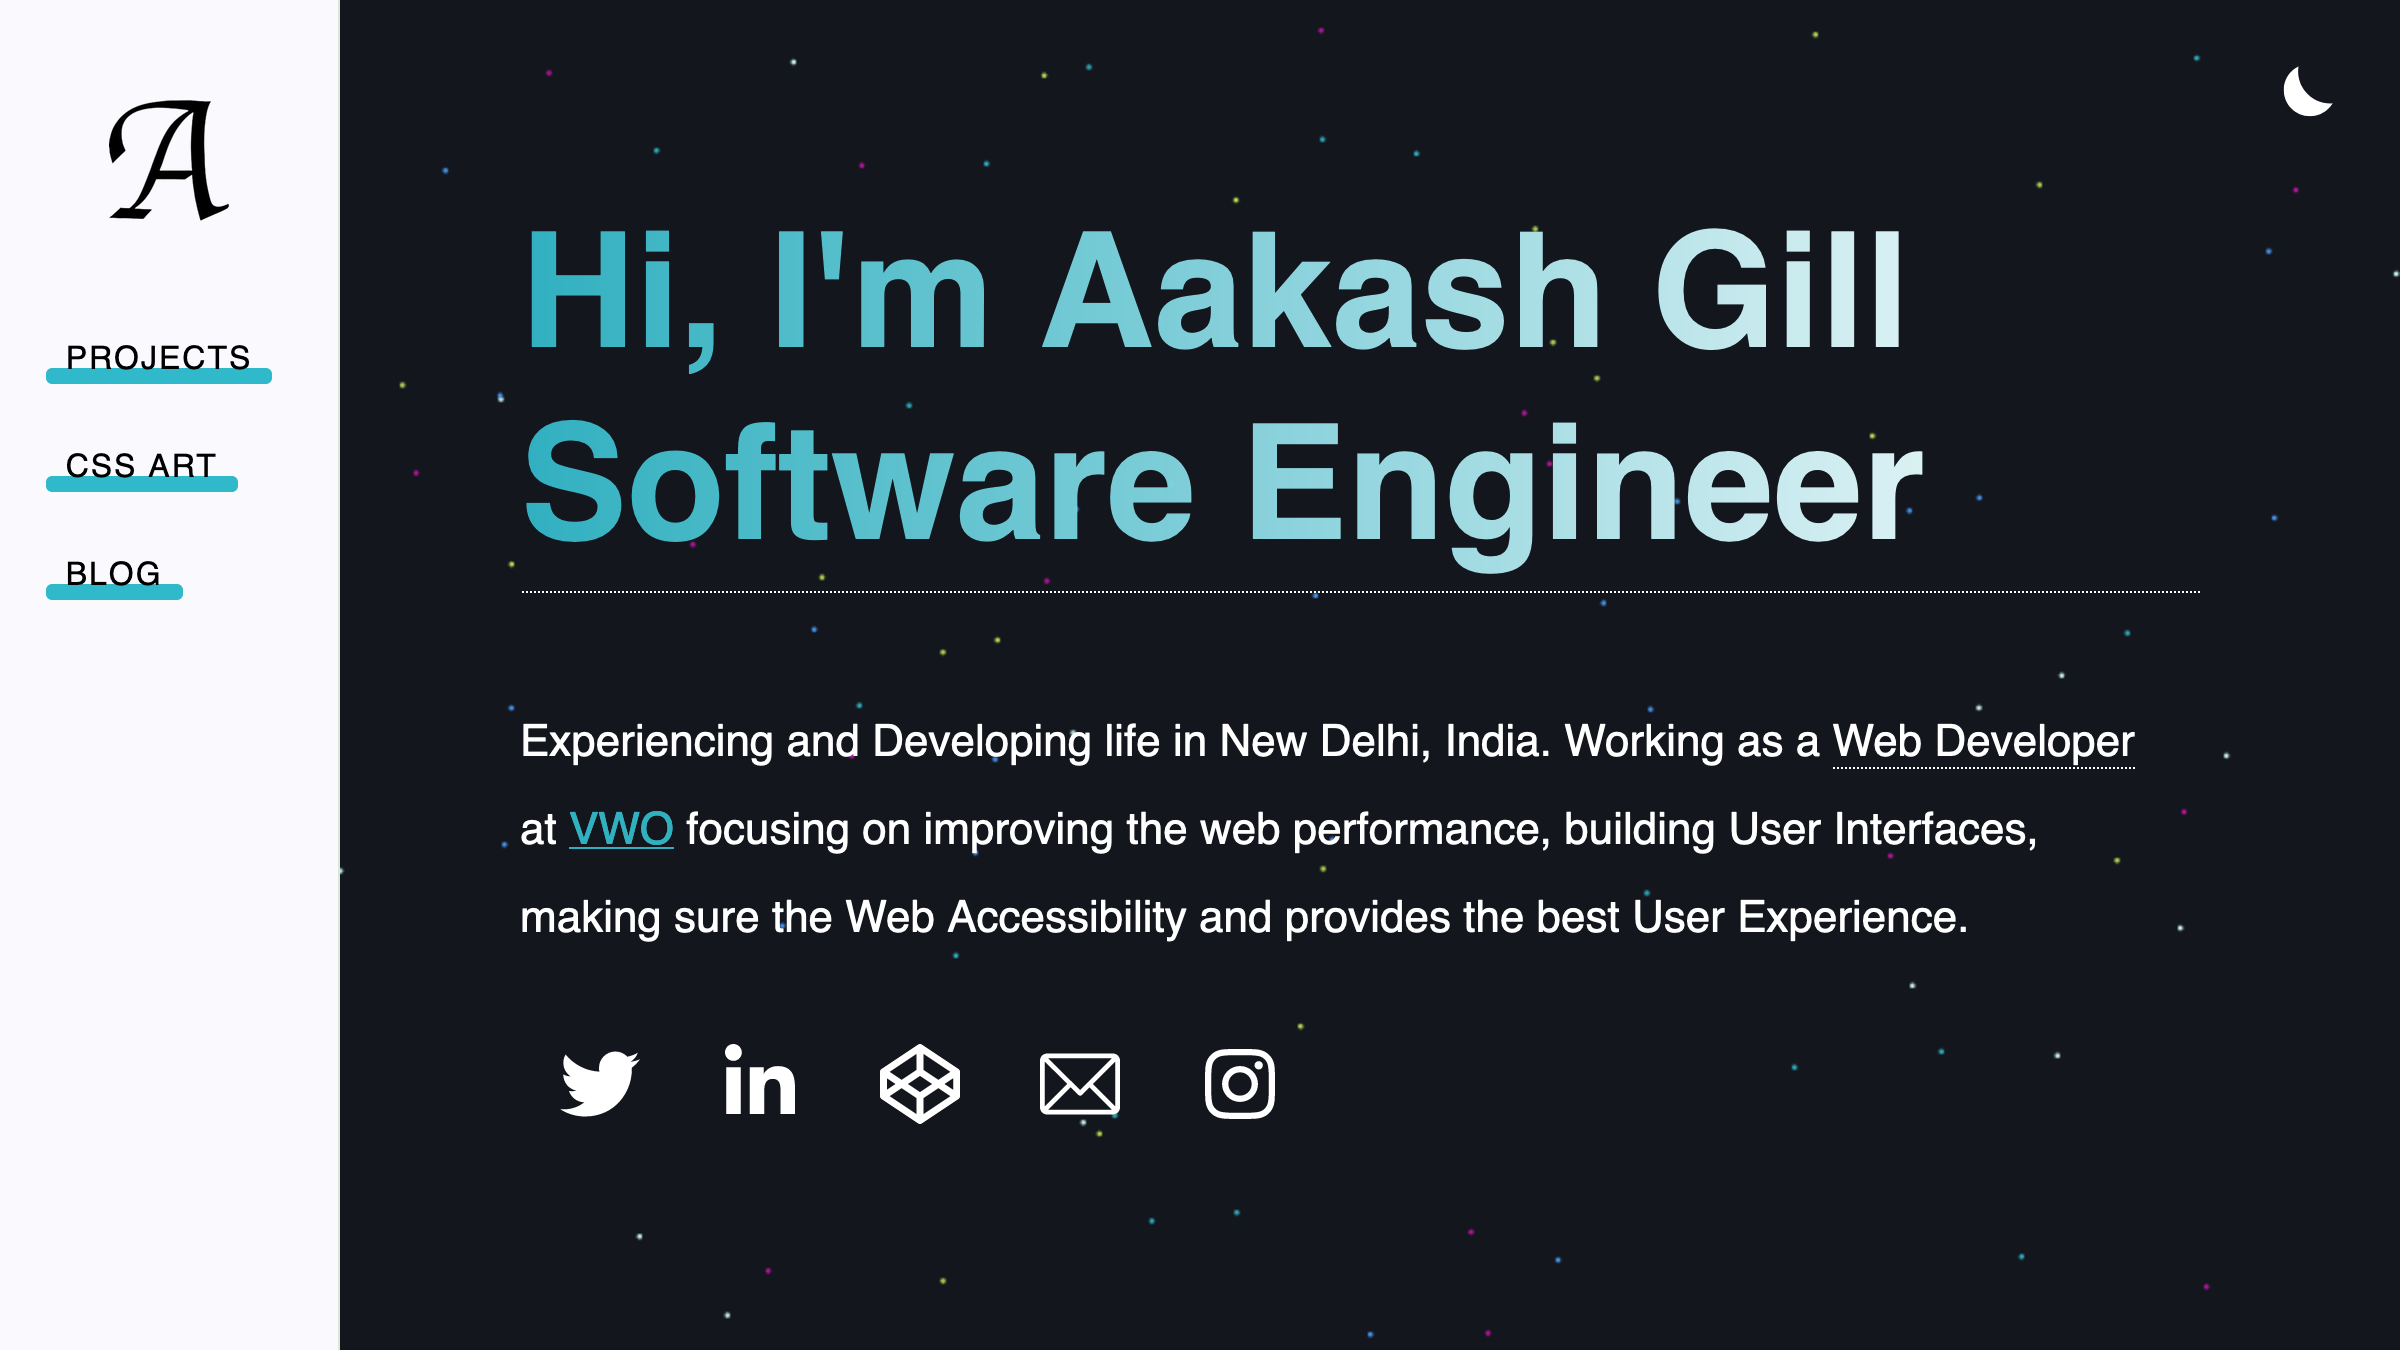 A
PROJECTS
CSS ART
BLOG
Hi, I'm Aakash Gill
Software Engineer
Experiencing and Developing life in New Delhi, India. Working as a Web Developer
at VWO focusing on improving the web performance, building User Interfaces,
making sure the Web Accessibility and provides the best User Experience.
in